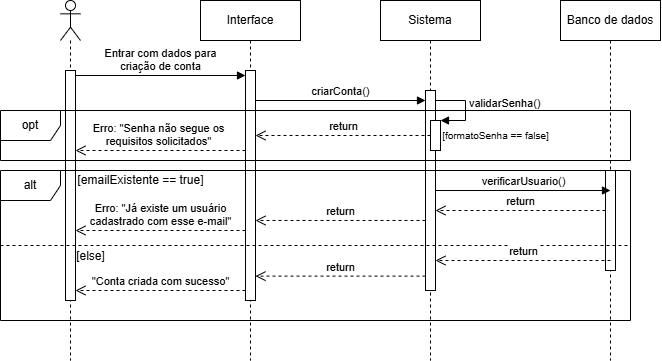 Interface
Sistema
Banco de dados
Entrar com dados para
criação de conta
criarConta()
validarSenha()
opt
Erro: "Senha não segue os
requisitos solicitados"
return
[formatoSenha == false]
alt
[emailExistente == true]
verificarUsuario()
return
Erro: "Já existe um usuário
cadastrado com esse e-mail"
return
[else]
return
return
"Conta criada com sucesso"